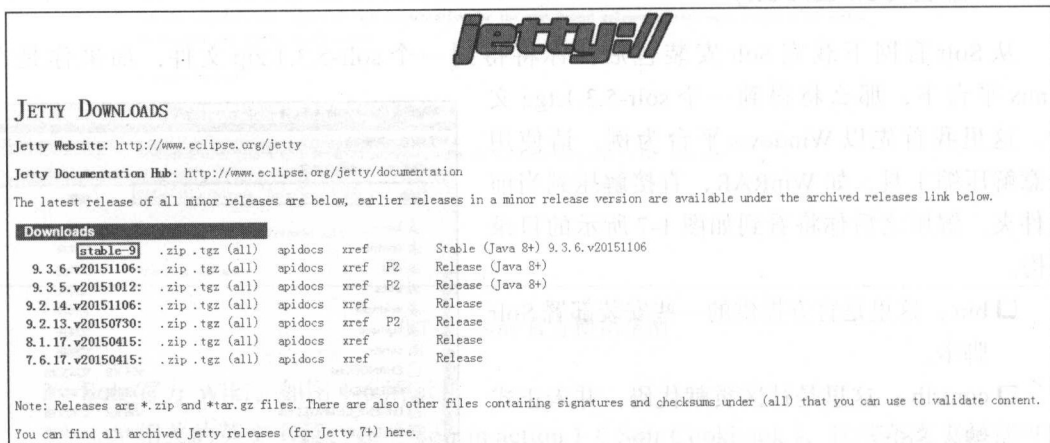 jetty://
JETTY DOWNLOADS
Jetty Website: http://www.eclipse.org/jetty
Jetty Documentation Hub: http://www.eclipse.org/jetty/documentation
The latest release of all minor releases are below, earlier releases in a minor release version are available under the archived releases link below.
Downloads
stable-9 .zip .tgz (all) apidocs xref Stable (Java 8+) 9.3.6.v20151106
9.3.6.v20151106: .zip .tgz (all) apidocs xref P2 Release (Java 8+)
9.3.5.v20151012: .zip .tgz (all) apidocs xref P2 Release (Java 8+)
9.2.14.v20151106: .zip .tgz (all) apidocs xref Release
9.2.13.v20150730: .zip .tgz (all) apidocs xref P2 Release
8.1.17.v20150415: .zip .tgz (all) apidocs xref Release
7.6.17.v20150415: .zip .tgz (all) apidocs xref Release
Note: Releases are *.zip and *tar.gz files. There are also other files containing signatures and checksums under (all) that you can use to validate content.
You can find all archived Jetty releases (for Jetty 7+) here.